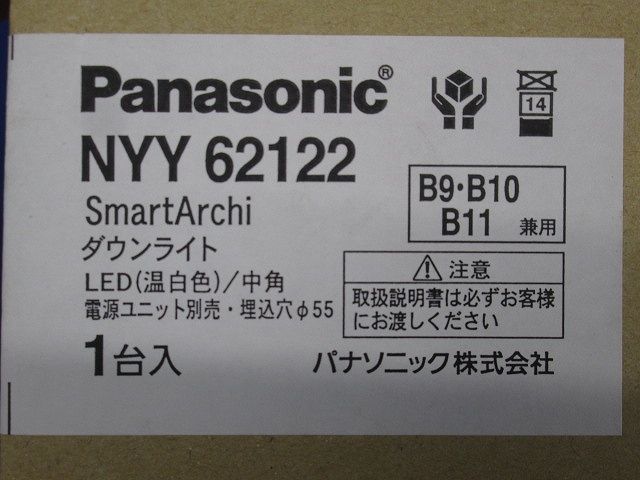 Panasonic®
14
NYY 62122
SmartArchi
B9・B10
B11 兼用
ダウンライト
LED(温白色)/中角
電源ユニット別売・埋込穴φ55
注意
取扱説明書は必ずお客様
にお渡しください
1台入
パナソニック株式会社